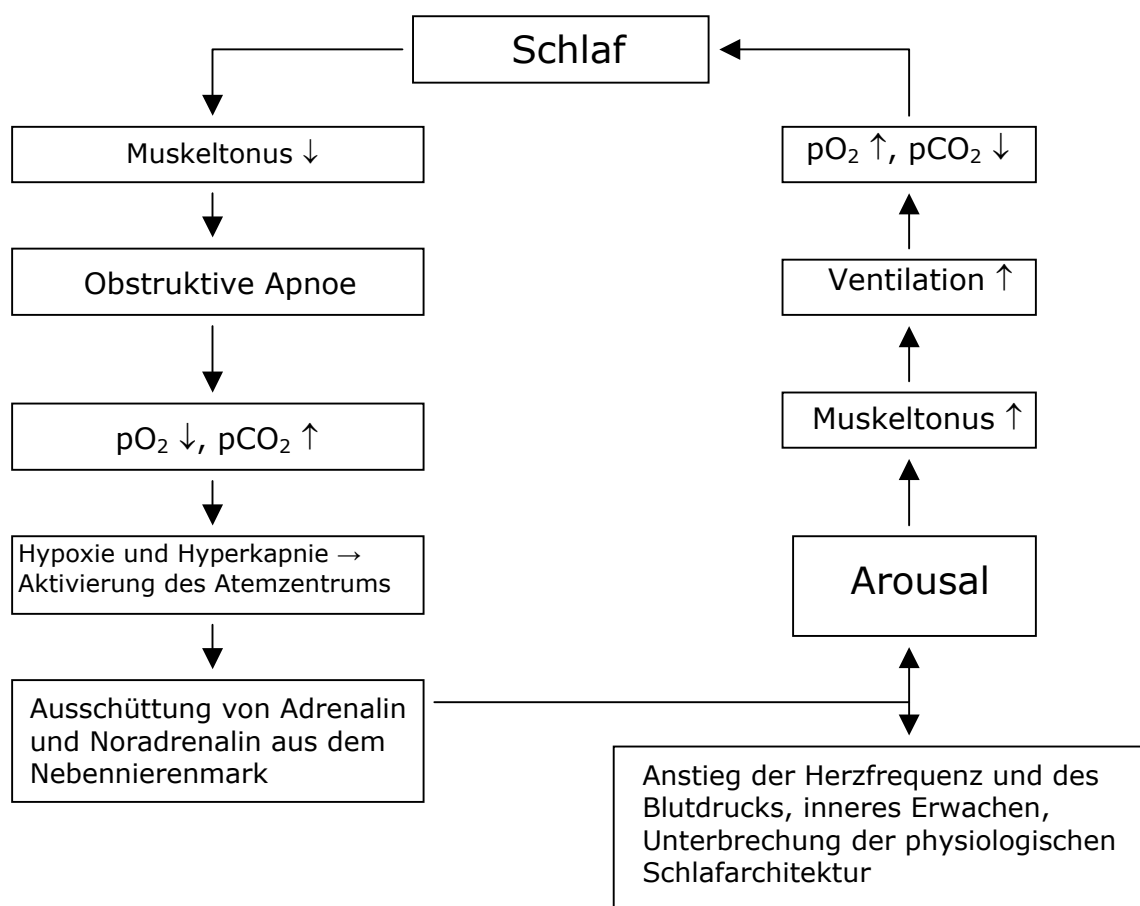 Schlaf
Muskeltonus ↓
Obstruktive Apnoe
pO₂ ↓, pCO₂ ↑
Hypoxie und Hyperkapnie →
Aktivierung des Atemzentrums
Ausschüttung von Adrenalin
und Noradrenalin aus dem
Nebennierenmark
Anstieg der Herzfrequenz und des
Blutdrucks, inneres Erwachen,
Unterbrechung der physiologischen
Schlafarchitektur
Arousal
Muskeltonus ↑
Ventilation ↑
pO₂ ↑, pCO₂ ↓